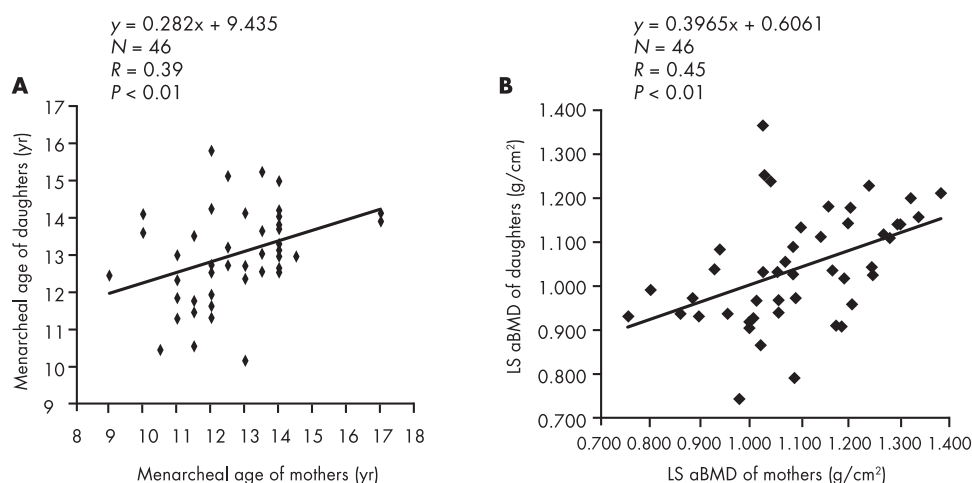 y = 0.282x + 9.435
N = 46
R = 0.39
P < 0.01
A
17
16
15
14
13
12
11
10
9
Menarcheal age of daughters (yr)
8 9 10 11 12 13 14 15 16 17 18
Menarcheal age of mothers (yr)
y = 0.3965x + 0.6061
N = 46
R = 0.45
P < 0.01
B
1.400
1.300
1.200
1.100
1.000
0.900
0.800
0.700
LS aBMD of daughters (g/cm²)
0.700 0.800 0.900 1.000 1.100 1.200 1.300 1.400
LS aBMD of mothers (g/cm²)